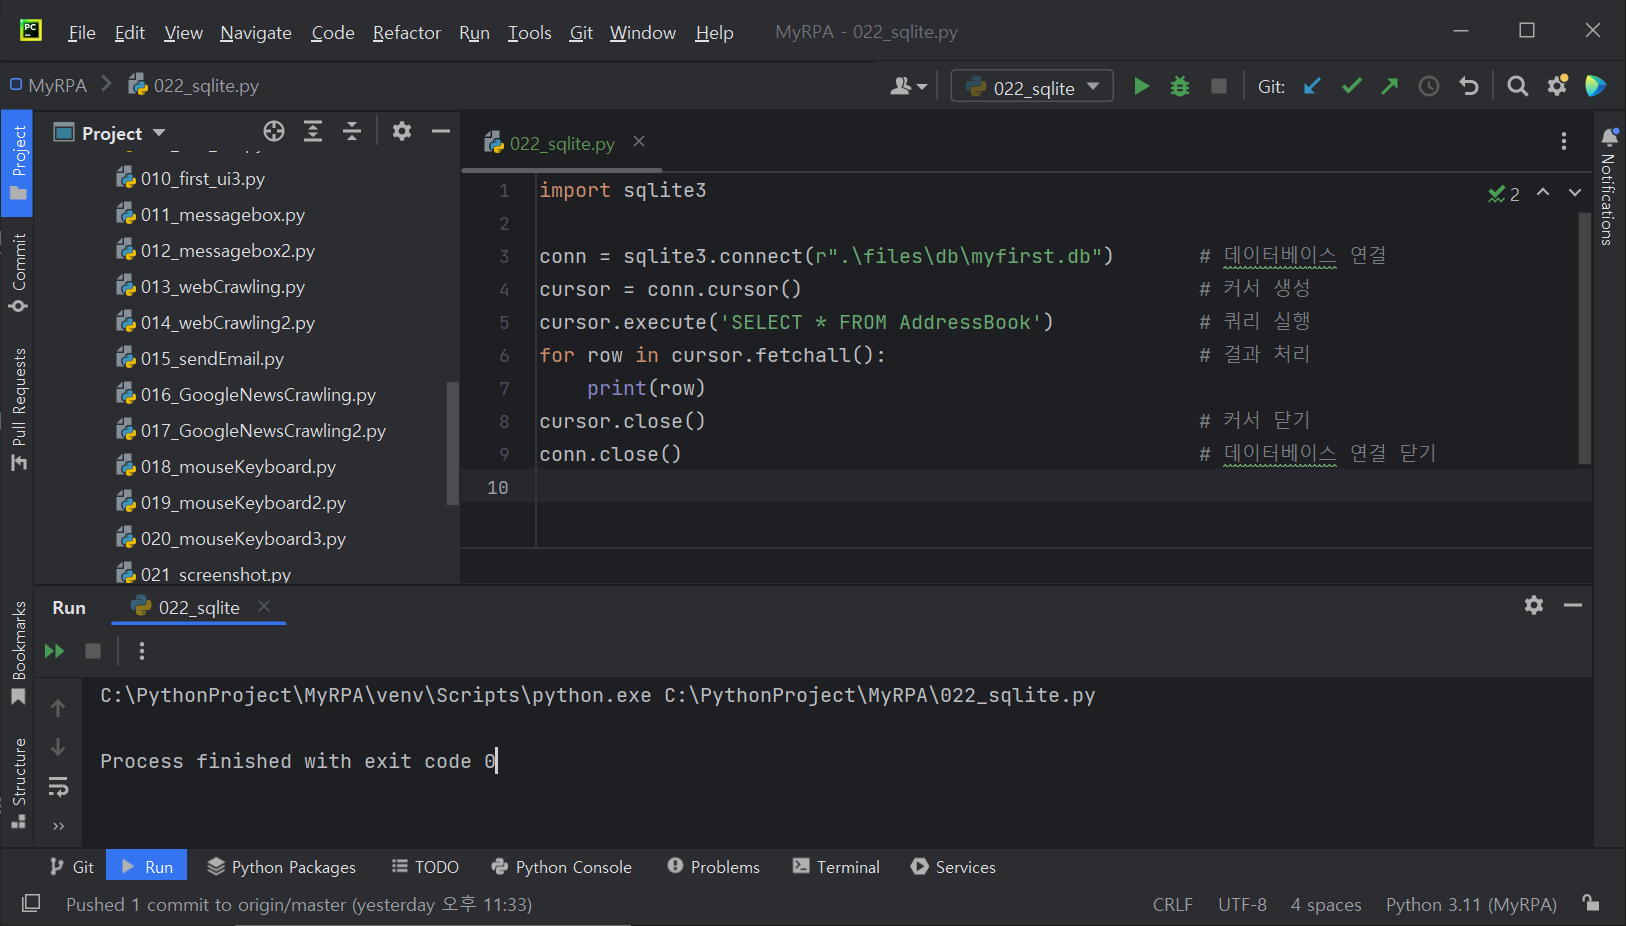 PC
File Edit View Navigate Code Refactor Run Tools Git Window Help MyRPA - 022_sqlite.py
MyRPA 022_sqlite.py 022_sqlite Git:
Project
022_sqlite.py
010_first_ui3.py
011_messagebox.py
012_messagebox2.py
013_webCrawling.py
014_webCrawling2.py
015_sendEmail.py
016_GoogleNewsCrawling.py
017_GoogleNewsCrawling2.py
018_mouseKeyboard.py
019_mouseKeyboard2.py
020_mouseKeyboard3.py
021_screenshot.py
Project
Commit
Pull Requests
Bookmarks
Structure
Notifications
2
1 import sqlite3
2
3 conn = sqlite3.connect(r".\files\db\myfirst.db") # 데이터베이스 연결
4 cursor = conn.cursor() # 커서 생성
5 cursor.execute('SELECT * FROM AddressBook') # 쿼리 실행
6 for row in cursor.fetchall(): # 결과 처리
7 print(row)
8 cursor.close() # 커서 닫기
9 conn.close() # 데이터베이스 연결 닫기
10
Run 022_sqlite
C:\PythonProject\MyRPA\venv\Scripts\python.exe C:\PythonProject\MyRPA\022_sqlite.py
Process finished with exit code 0
Git Run Python Packages TODO Python Console Problems Terminal Services
Pushed 1 commit to origin/master (yesterday 오후 11:33) CRLF UTF-8 4 spaces Python 3.11 (MyRPA)